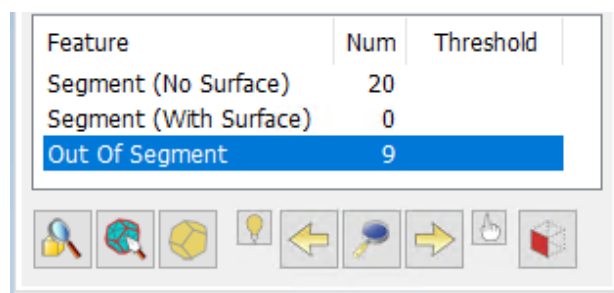 Feature Num Threshold
Segment (No Surface) 20
Segment (With Surface) 0
Out Of Segment 9